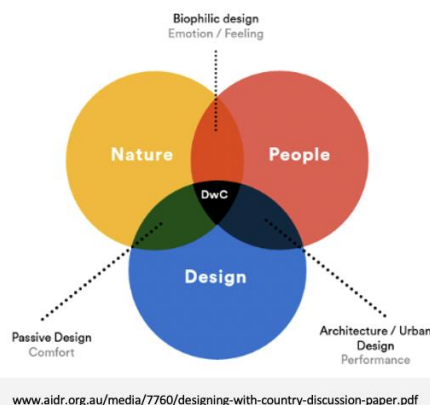 Biophilic design
Emotion / Feeling
Nature
People
DwC
Design
Passive Design
Comfort
Architecture / Urban
Design
Performance
www.aidr.org.au/media/7760/designing-with-country-discussion-paper.pdf